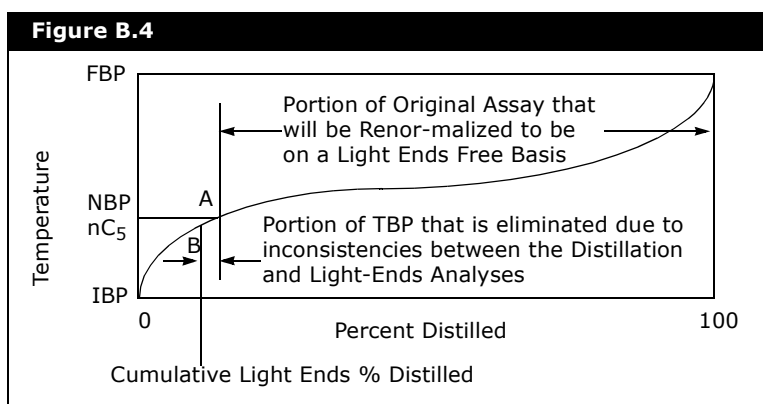 Figure B.4
FBP
Portion of Original Assay that
will be Renor-malized to be
on a Light Ends Free Basis
Temperature
NBP
nC5
A
B
Portion of TBP that is eliminated due to
inconsistencies between the Distillation
and Light-Ends Analyses
IBP
0
Percent Distilled
100
Cumulative Light Ends % Distilled